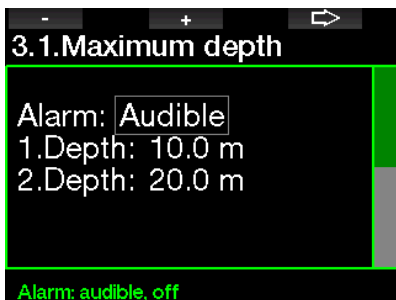 - +
3.1.Maximum depth
Alarm: Audible
1.Depth: 10.0 m
2.Depth: 20.0 m
Alarm: audible, off